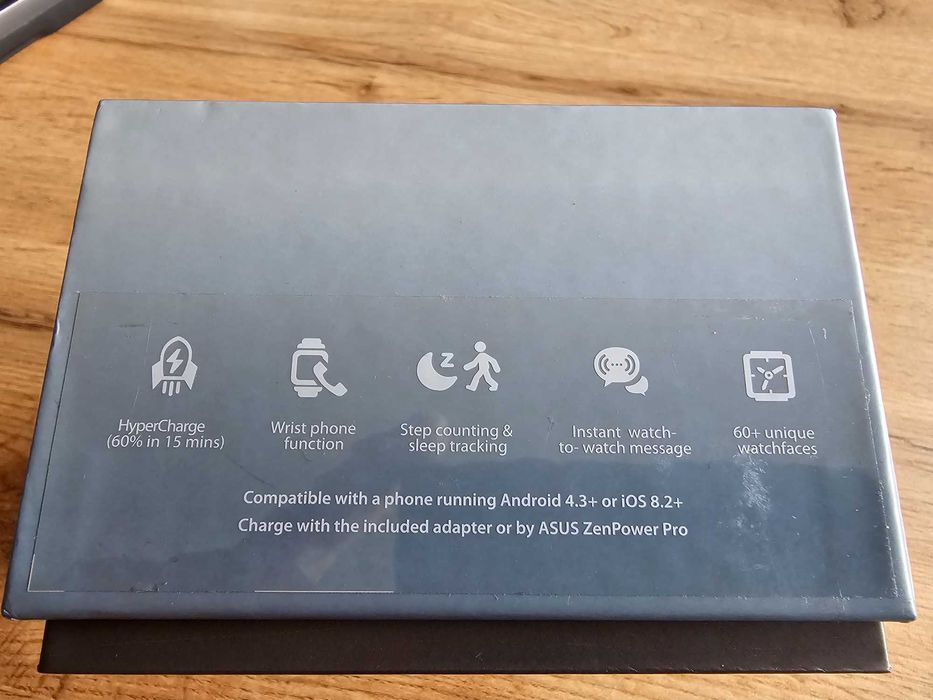 HyperCharge
(60% in 15 mins)
Wrist phone
function
Step counting &
sleep tracking
Instant watch-
to- watch message
60+ unique
watchfaces
Compatible with a phone running Android 4.3+ or iOS 8.2+
Charge with the included adapter or by ASUS ZenPower Pro